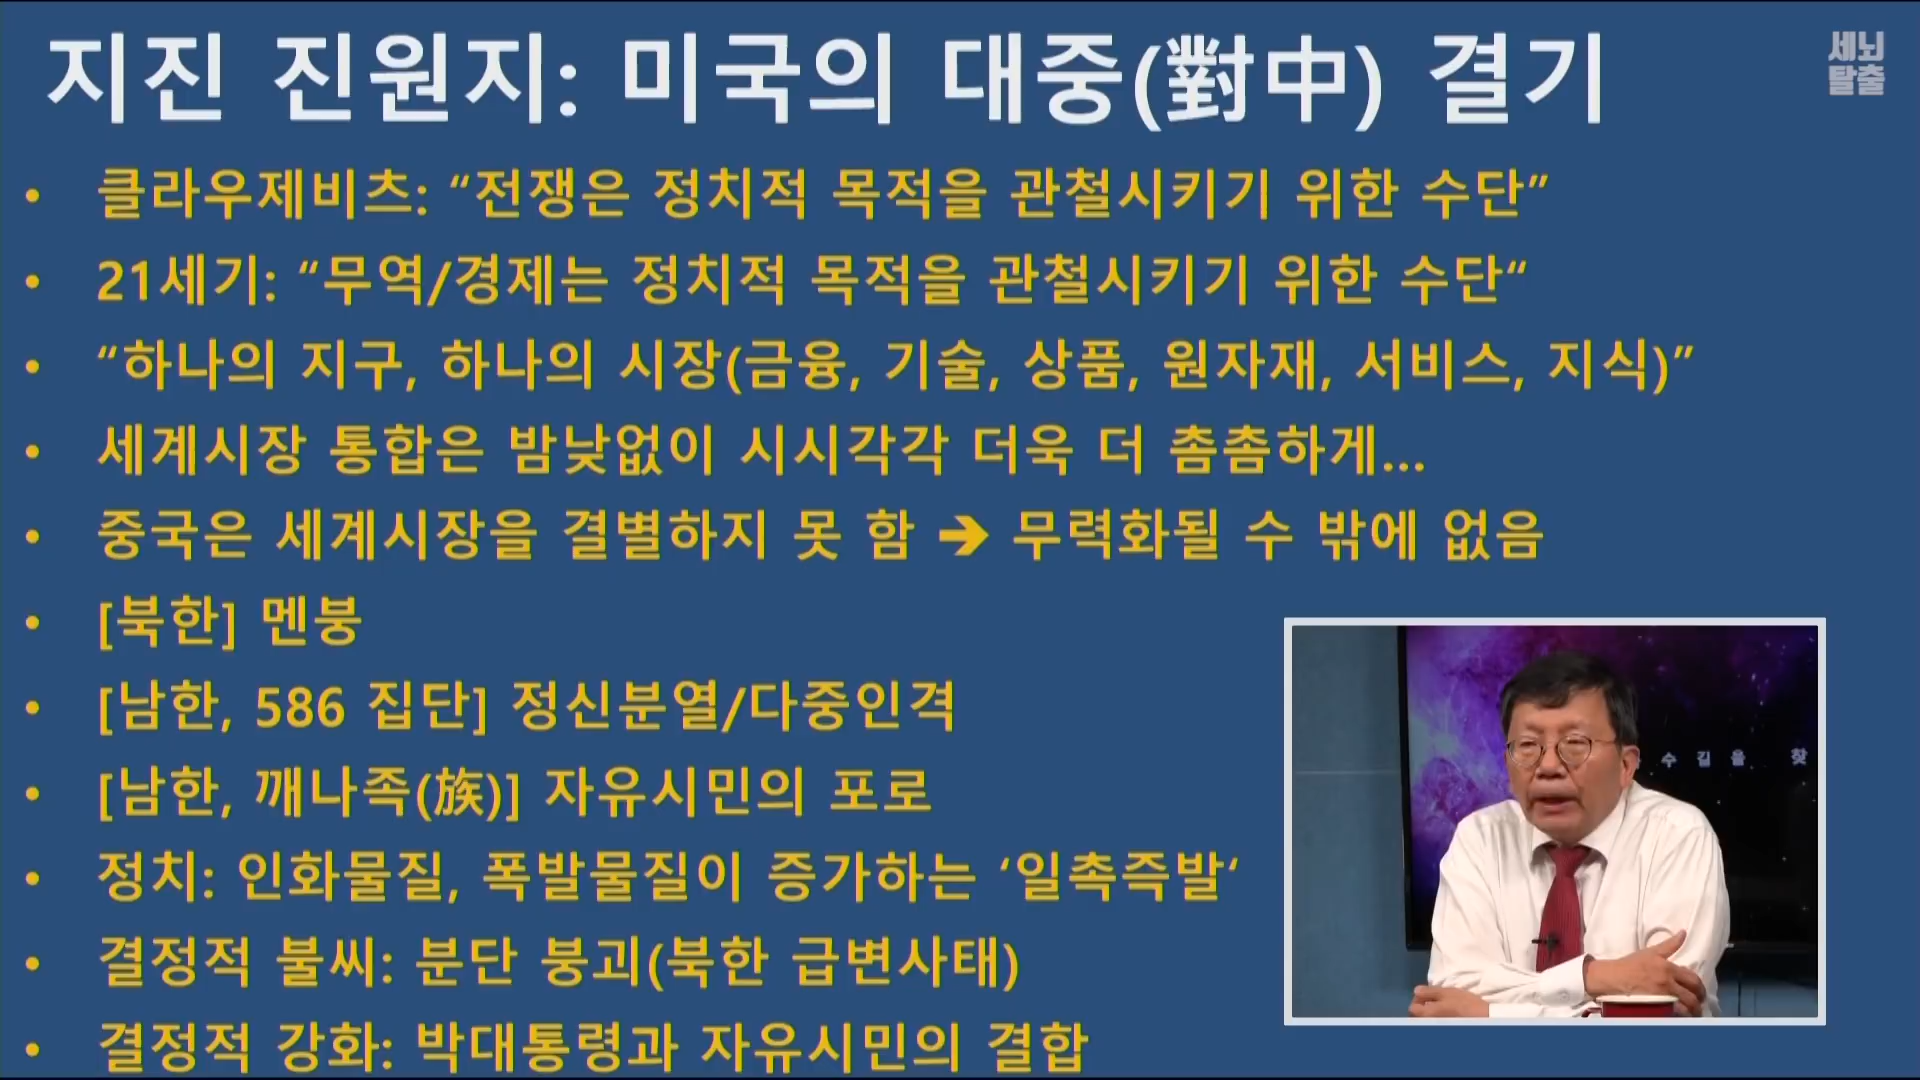 지진 진원지: 미국의 대중(對中) 결기
세뇌
탈출
• 클라우제비츠: “전쟁은 정치적 목적을 관철시키기 위한 수단”
• 21세기: “무역/경제는 정치적 목적을 관철시키기 위한 수단“
• “하나의 지구, 하나의 시장(금융, 기술, 상품, 원자재, 서비스, 지식)”
• 세계시장 통합은 밤낮없이 시시각각 더욱 더 촘촘하게...
• 중국은 세계시장을 결별하지 못 함 ➔ 무력화될 수 밖에 없음
• [북한] 멘붕
• [남한, 586 집단] 정신분열/다중인격
• [남한, 깨나족(族)] 자유시민의 포로
• 정치: 인화물질, 폭발물질이 증가하는 ‘일촉즉발‘
• 결정적 불씨: 분단 붕괴(북한 급변사태)
• 결정적 강화: 박대통령과 자유시민의 결합
수 길 을 찾